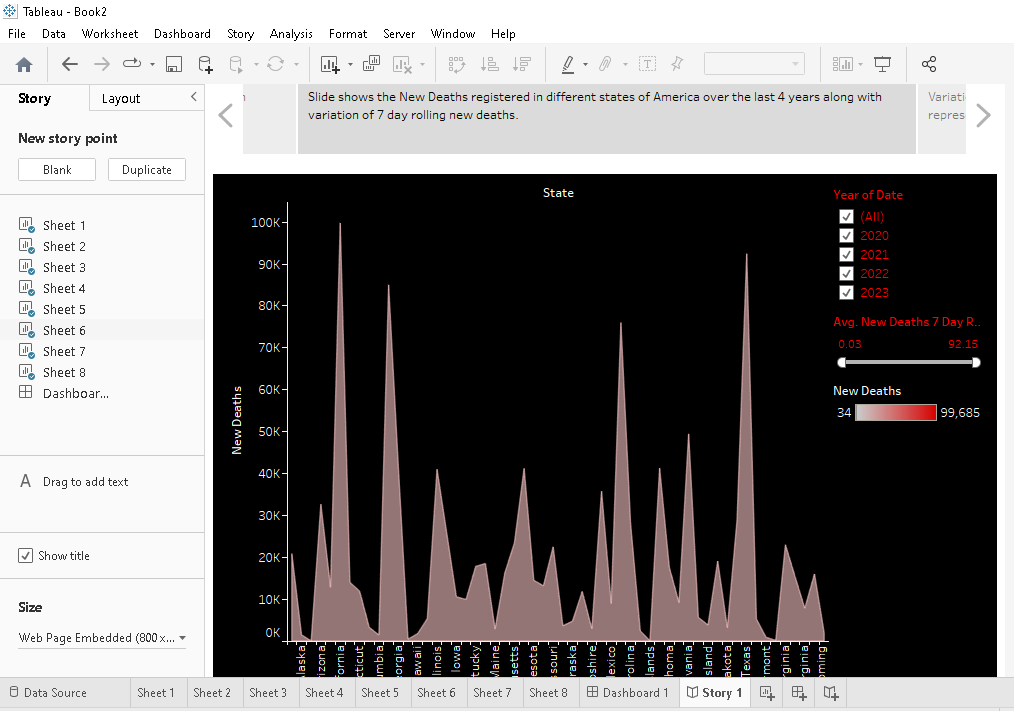 Tableau - Book2
File Data Worksheet Dashboard Story Analysis Format Server Window Help
Story
Layout
New story point
Blank
Duplicate
Sheet 1
Sheet 2
Sheet 3
Sheet 4
Sheet 5
Sheet 6
Sheet 7
Sheet 8
Dashboar...
A Drag to add text
Show title
Size
Web Page Embedded (800 x...
n
Slide shows the New Deaths registered in different states of America over the last 4 years along with
variation of 7 day rolling new deaths.
Variati
repres
State
New Deaths
100K
90K
80K
70K
60K
50K
40K
30K
20K
10K
0K
laska
rizona
fornia
cticut
umbia
eorgia
awaii
linois
Iowa
tucky
Maine
setts
esota
souri
raska
pshire
lexico
rolina
lands
homa
vania
sland
akota
Texas
rmont
rginia
rginia
oming
Year of Date
(All)
2020
2021
2022
2023
Avg. New Deaths 7 Day R..
0.03 92.15
New Deaths
34 99,685
Data Source Sheet 1 Sheet 2 Sheet 3 Sheet 4 Sheet 5 Sheet 6 Sheet 7 Sheet 8 Dashboard 1 Story 1